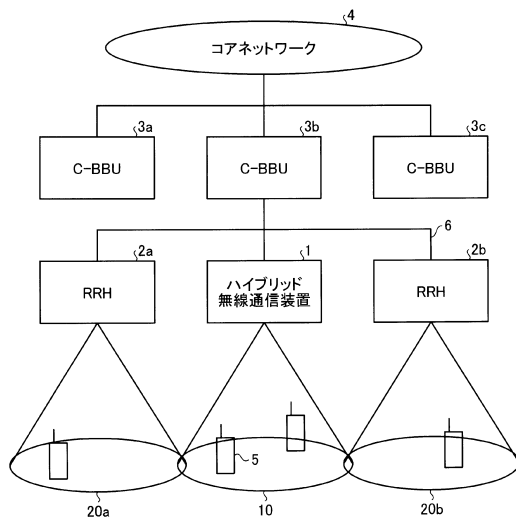 4
コアネットワーク
3a
3b
3c
C-BBU
C-BBU
C-BBU
6
2a
1
2b
RRH
ハイブリッド
無線通信装置
RRH
5
20a
10
20b